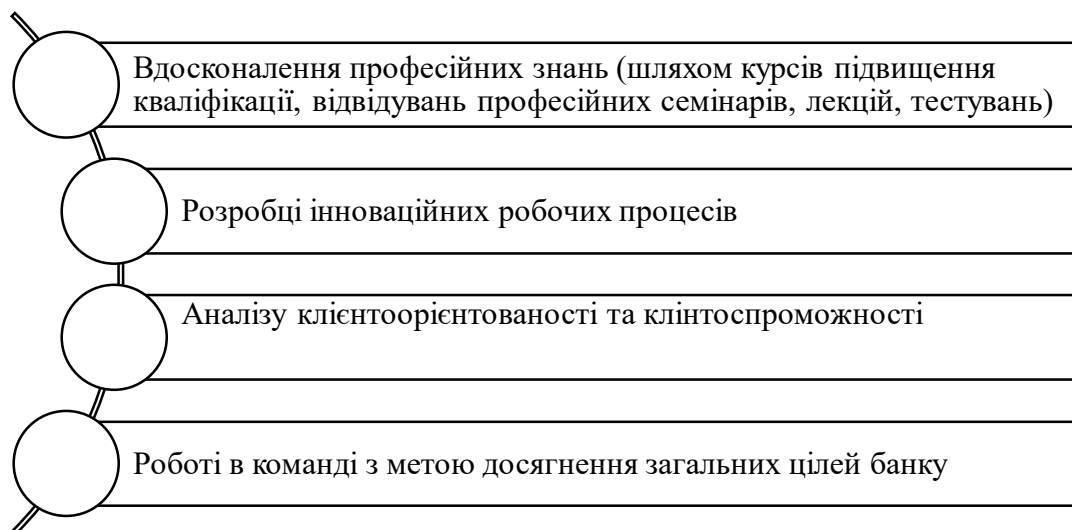 Вдосконалення професійних знань (шляхом курсів підвищення
кваліфікації, відвідувань професійних семінарів, лекцій, тестувань)
Розробці інноваційних робочих процесів
Аналізу клієнтоорієнтованості та клінтоспроможності
Роботі в команді з метою досягнення загальних цілей банку